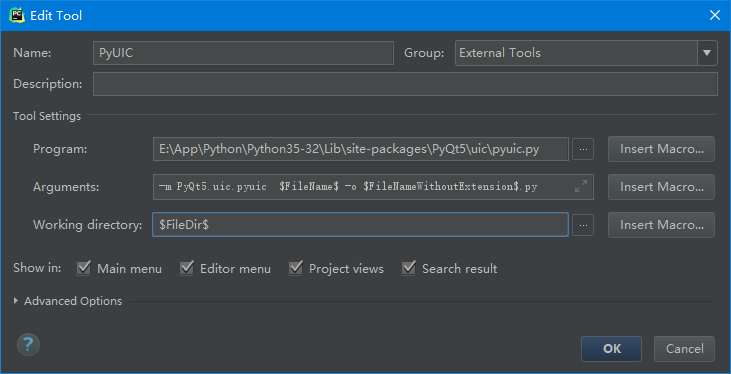 PC
Edit Tool
Name: PyUIC Group: External Tools
Description:
Tool Settings
Program: E:\App\Python\Python35-32\Lib\site-packages\PyQt5\uic\pyuic.py ... Insert Macro...
Arguments: -m PyQt5.uic.pyuic  $FileName$ -o $FileNameWithoutExtension$.py Insert Macro...
Working directory: $FileDir$ ... Insert Macro...
Show in: Main menu Editor menu Project views Search result
Advanced Options
? OK Cancel